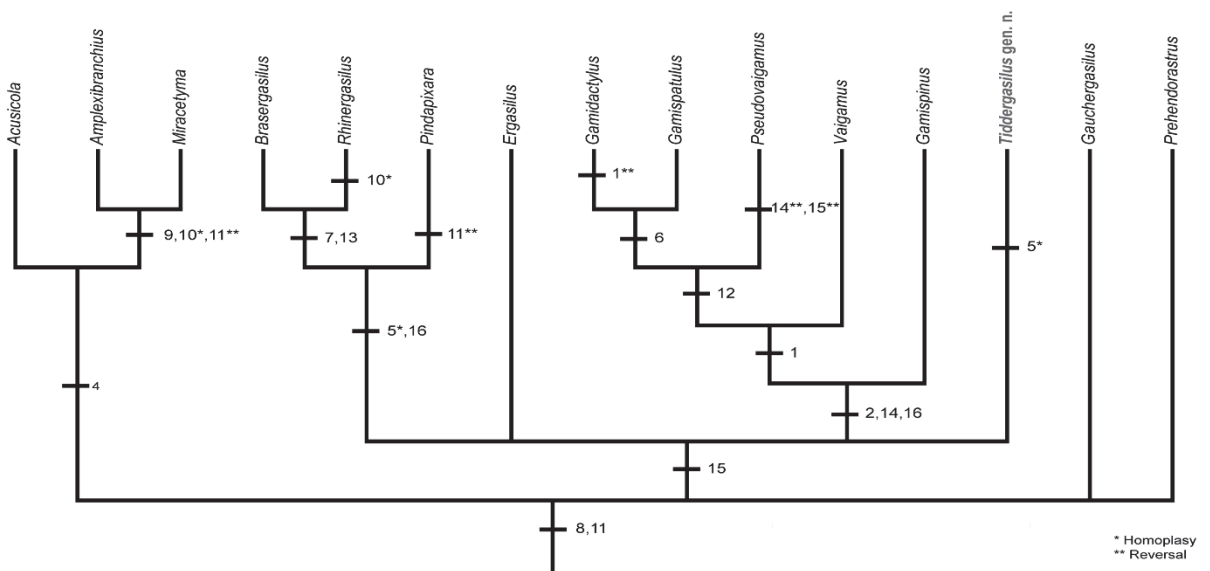 Acusicola
Amplexibranchius
Miracetyma
Brasergasilus
Rhinergasilus
Pindapixara
Ergasilus
Gamidactylus
Gamispatulus
Pseudovaigamus
Vaigamus
Gamispinus
Tiddergasilus gen. n.
Gauchergasilus
Prehendorastrus
1**
10*
14**,15**
9,10*,11**
7,13
11**
6
5*
12
5*,16
1
4
2,14,16
15
8,11
* Homoplasy
** Reversal